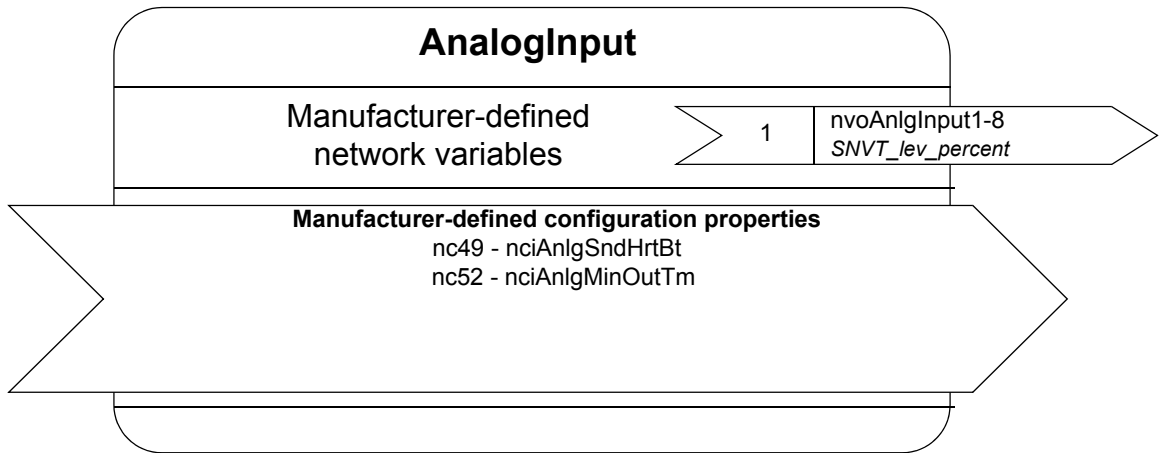 AnalogInput
Manufacturer-defined
network variables
1
nvoAnlgInput1-8
SNVT_lev_percent
Manufacturer-defined configuration properties
nc49 - nciAnlgSndHrtBt
nc52 - nciAnlgMinOutTm